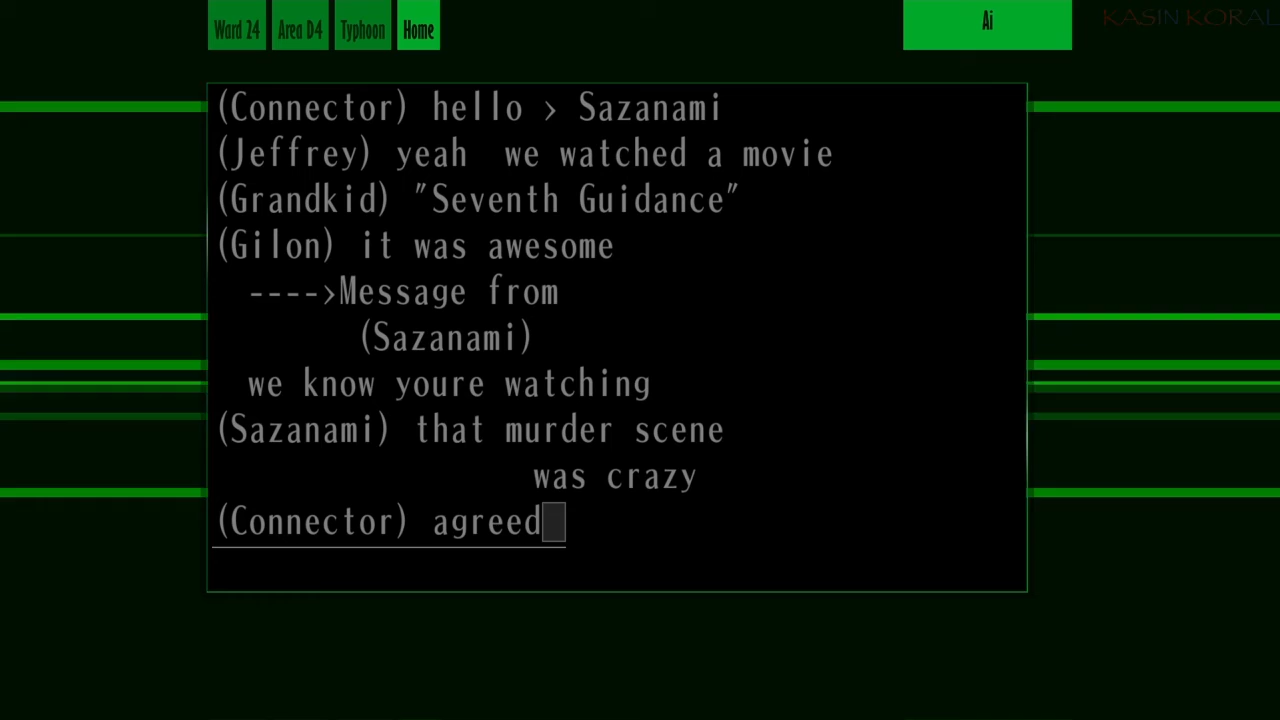 Ward 24 Area D4 Typhoon Home Ai KASIN KORAL
(Connector) hello > Sazanami
(Jeffrey) yeah we watched a movie
(Grandkid) "Seventh Guidance"
(Gilon) it was awesome
---->Message from
(Sazanami)
we know youre watching
(Sazanami) that murder scene
was crazy
(Connector) agreed